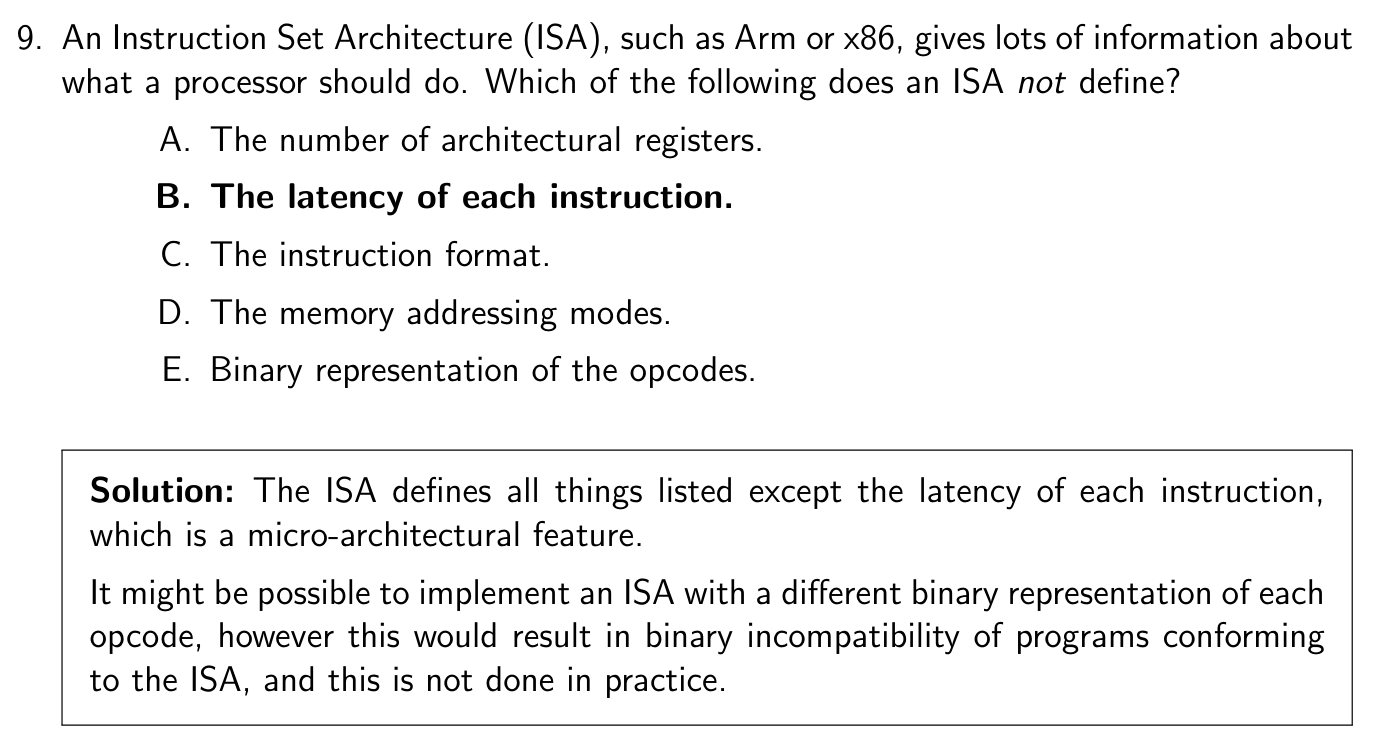 9. An Instruction Set Architecture (ISA), such as Arm or x86, gives lots of information about
what a processor should do. Which of the following does an ISA not define?
A. The number of architectural registers.
B. The latency of each instruction.
C. The instruction format.
D. The memory addressing modes.
E. Binary representation of the opcodes.
Solution: The ISA defines all things listed except the latency of each instruction,
which is a micro-architectural feature.
It might be possible to implement an ISA with a different binary representation of each
opcode, however this would result in binary incompatibility of programs conforming
to the ISA, and this is not done in practice.